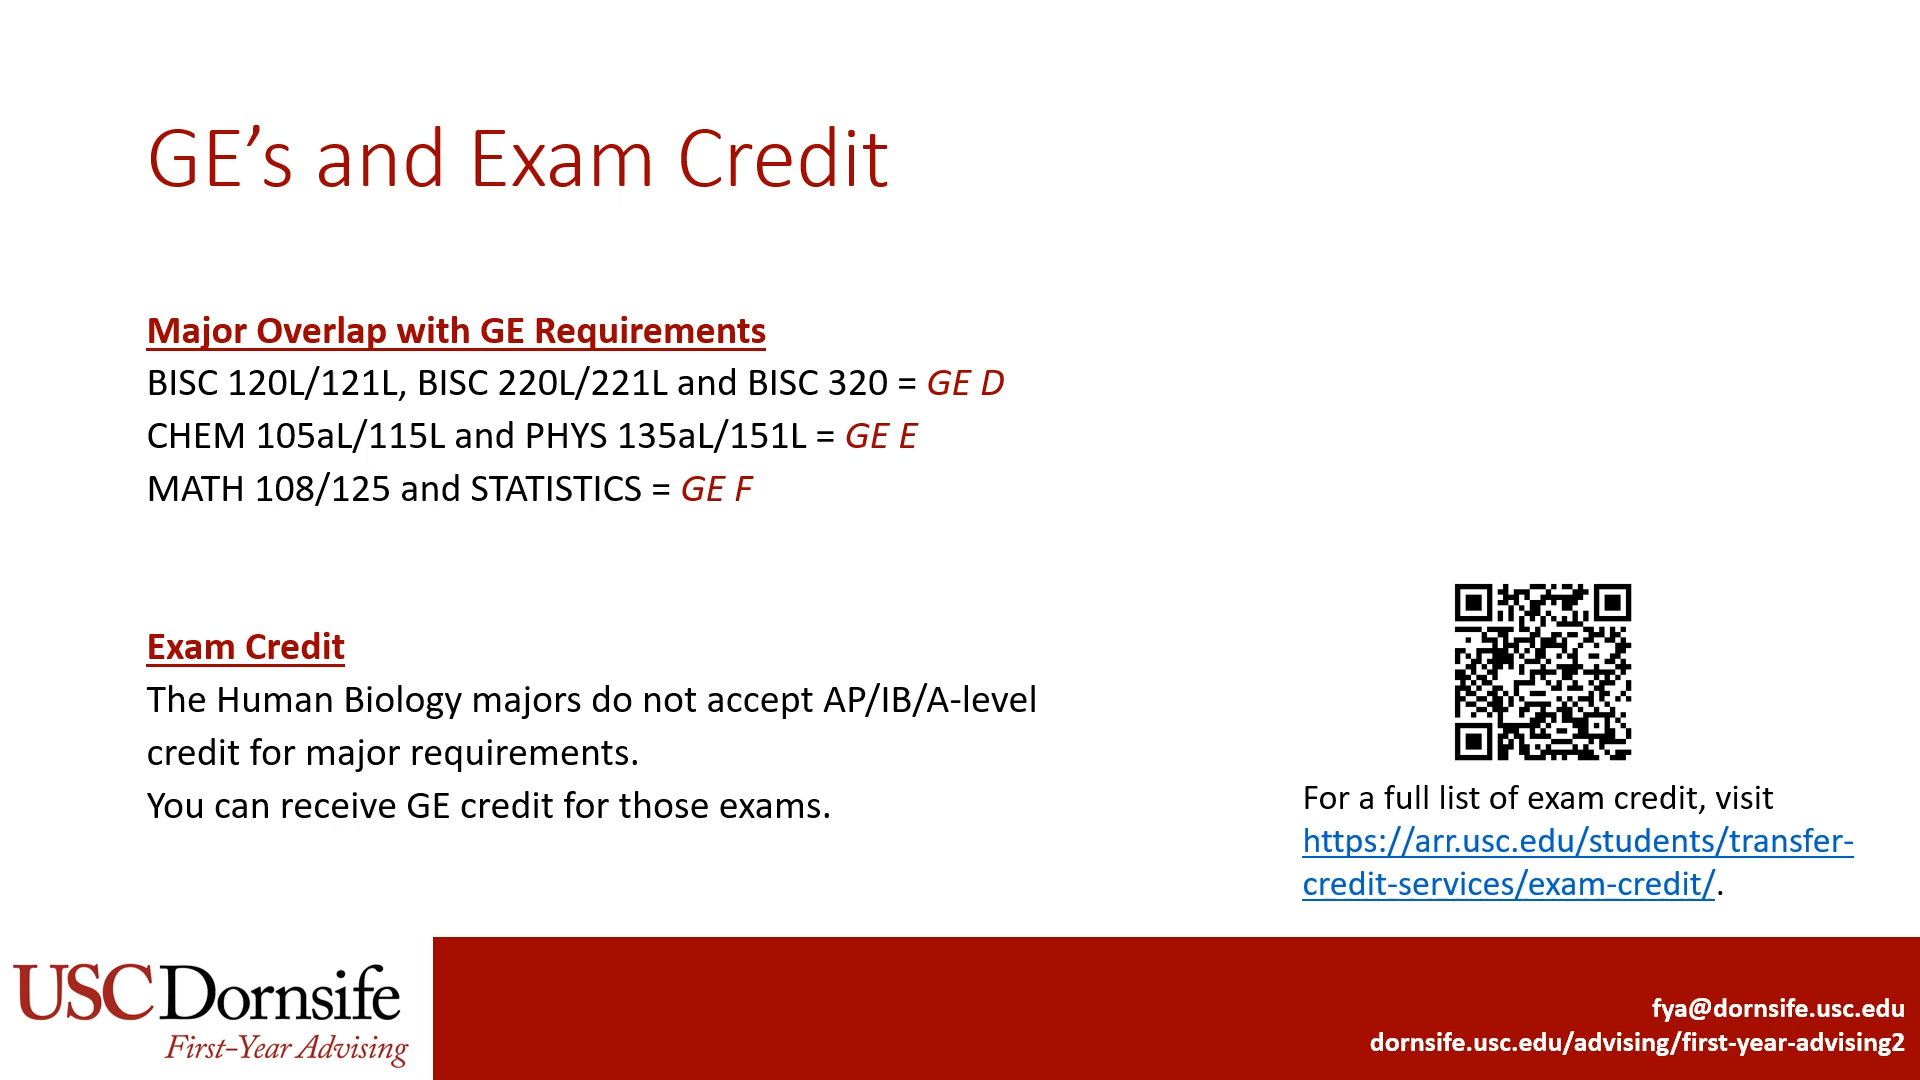 GE’s and Exam Credit
Major Overlap with GE Requirements
BISC 120L/121L, BISC 220L/221L and BISC 320 = GE D
CHEM 105aL/115L and PHYS 135aL/151L = GE E
MATH 108/125 and STATISTICS = GE F
Exam Credit
The Human Biology majors do not accept AP/IB/A-level
credit for major requirements.
You can receive GE credit for those exams.
For a full list of exam credit, visit
https://arr.usc.edu/students/transfer-
credit-services/exam-credit/.
USC Dornsife
First-Year Advising
fya@dornsife.usc.edu
dornsife.usc.edu/advising/first-year-advising2